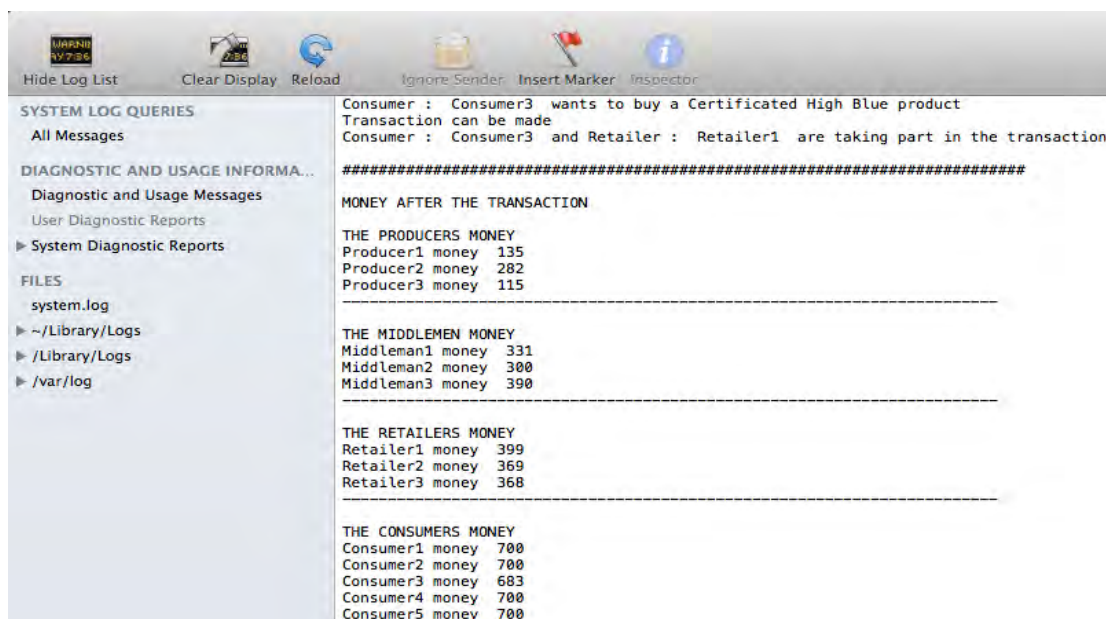 WARNI
AY 7:36
7:36
Hide Log List Clear Display Reload Ignore Sender Insert Marker Inspector
SYSTEM LOG QUERIES
All Messages
DIAGNOSTIC AND USAGE INFORMA...
Diagnostic and Usage Messages
User Diagnostic Reports
System Diagnostic Reports
FILES
system.log
~/Library/Logs
/Library/Logs
/var/log
Consumer : Consumer3 wants to buy a Certificated High Blue product
Transaction can be made
Consumer : Consumer3 and Retailer : Retailer1 are taking part in the transaction
###########################################################################
MONEY AFTER THE TRANSACTION
THE PRODUCERS MONEY
Producer1 money 135
Producer2 money 282
Producer3 money 115
---------------------------------------------------------------------------
THE MIDDLEMEN MONEY
Middleman1 money 331
Middleman2 money 300
Middleman3 money 390
---------------------------------------------------------------------------
THE RETAILERS MONEY
Retailer1 money 399
Retailer2 money 369
Retailer3 money 368
---------------------------------------------------------------------------
THE CONSUMERS MONEY
Consumer1 money 700
Consumer2 money 700
Consumer3 money 683
Consumer4 money 700
Consumer5 money 700